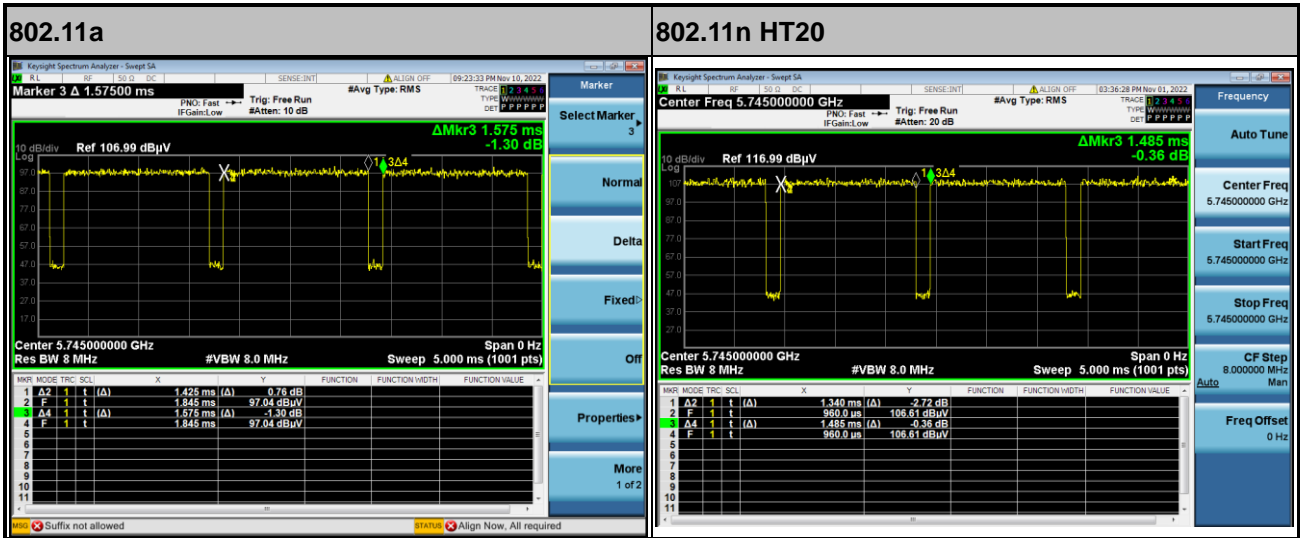 802.11a
802.11n HT20
Keysight Spectrum Analyzer - Swept SA
RL RF 50 Ω DC SENSE:INT ALIGN OFF 09:23:33 PM Nov 10, 2022
Marker 3 Δ 1.57500 ms
PNO: Fast
IFGain:Low
Trig: Free Run
#Atten: 10 dB
#Avg Type: RMS
TRACE 1 2 3 4 5 6
TYPE WWWWWW
DET P P P P P P
ΔMkr3 1.575 ms
-1.30 dB
10 dB/div Ref 106.99 dBµV
Log
97.0
87.0
77.0
67.0
57.0
47.0
37.0
27.0
17.0
1 3Δ4
X
Center 5.745000000 GHz Span 0 Hz
Res BW 8 MHz #VBW 8.0 MHz Sweep 5.000 ms (1001 pts)
MKR MODE TRC SCL X Y FUNCTION FUNCTION WIDTH FUNCTION VALUE
1 Δ2 1 t (Δ) 1.425 ms (Δ) 0.76 dB
2 F 1 t 1.845 ms 97.04 dBµV
3 Δ4 1 t (Δ) 1.575 ms (Δ) -1.30 dB
4 F 1 t 1.845 ms 97.04 dBµV
5
6
7
8
9
10
11
MSG Suffix not allowed STATUS Align Now, All required
Marker
Select Marker
3
Normal
Delta
Fixed
Off
Properties
More
1 of 2
Keysight Spectrum Analyzer - Swept SA
RL RF 50 Ω DC SENSE:INT ALIGN OFF 03:36:28 PM Nov 01, 2022
Center Freq 5.745000000 GHz
PNO: Fast
IFGain:Low
Trig: Free Run
#Atten: 20 dB
#Avg Type: RMS
TRACE 1 2 3 4 5 6
TYPE WWWWWW
DET P P P P P P
ΔMkr3 1.485 ms
-0.36 dB
10 dB/div Ref 116.99 dBµV
Log
107
97.0
87.0
77.0
67.0
57.0
47.0
37.0
27.0
1 3Δ4
X
Center 5.745000000 GHz Span 0 Hz
Res BW 8 MHz #VBW 8.0 MHz Sweep 5.000 ms (1001 pts)
MKR MODE TRC SCL X Y FUNCTION FUNCTION WIDTH FUNCTION VALUE
1 Δ2 1 t (Δ) 1.340 ms (Δ) -2.72 dB
2 F 1 t 960.0 µs 106.61 dBµV
3 Δ4 1 t (Δ) 1.485 ms (Δ) -0.36 dB
4 F 1 t 960.0 µs 106.61 dBµV
5
6
7
8
9
10
11
Frequency
Auto Tune
Center Freq
5.745000000 GHz
Start Freq
5.745000000 GHz
Stop Freq
5.745000000 GHz
CF Step
8.000000 MHz
Auto Man
Freq Offset
0 Hz